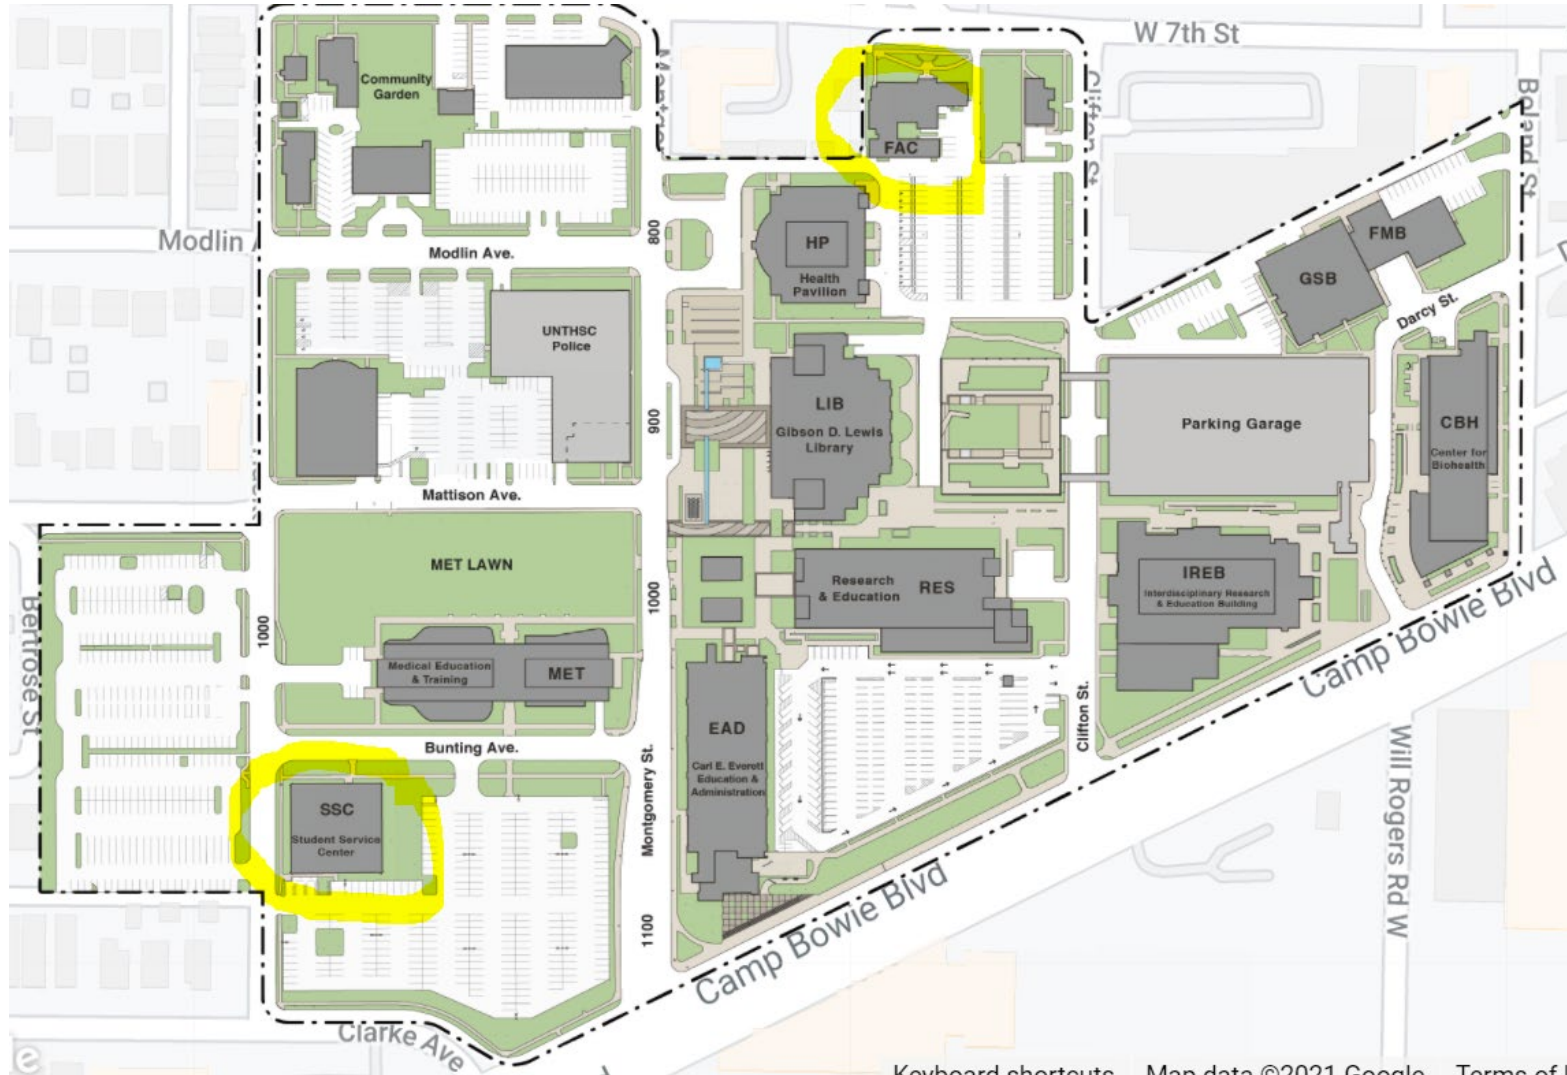 W 7th St
Community
Garden
FAC
Clifton St
Boland St
Modlin
Modlin Ave.
800
HP
Health
Pavilion
FMB
GSB
Darcy St.
UNTHSC
Police
LIB
Gibson D. Lewis
Library
900
Parking Garage
CBH
Center for
Biohealth
Mattison Ave.
MET LAWN
Research
& Education
RES
1000
IREB
Interdisciplinary Research
& Education Building
Bertrose St
1000
Medical Education
& Training
MET
Camp Bowie Blvd
Clifton St.
Bunting Ave.
EAD
Carl E. Everett
Education &
Administration
Montgomery St.
Will Rogers Rd W
SSC
Student Service
Center
1100
Camp Bowie Blvd
Clarke Ave
Keyboard shortcuts
Map data ©2021 Google
Terms of